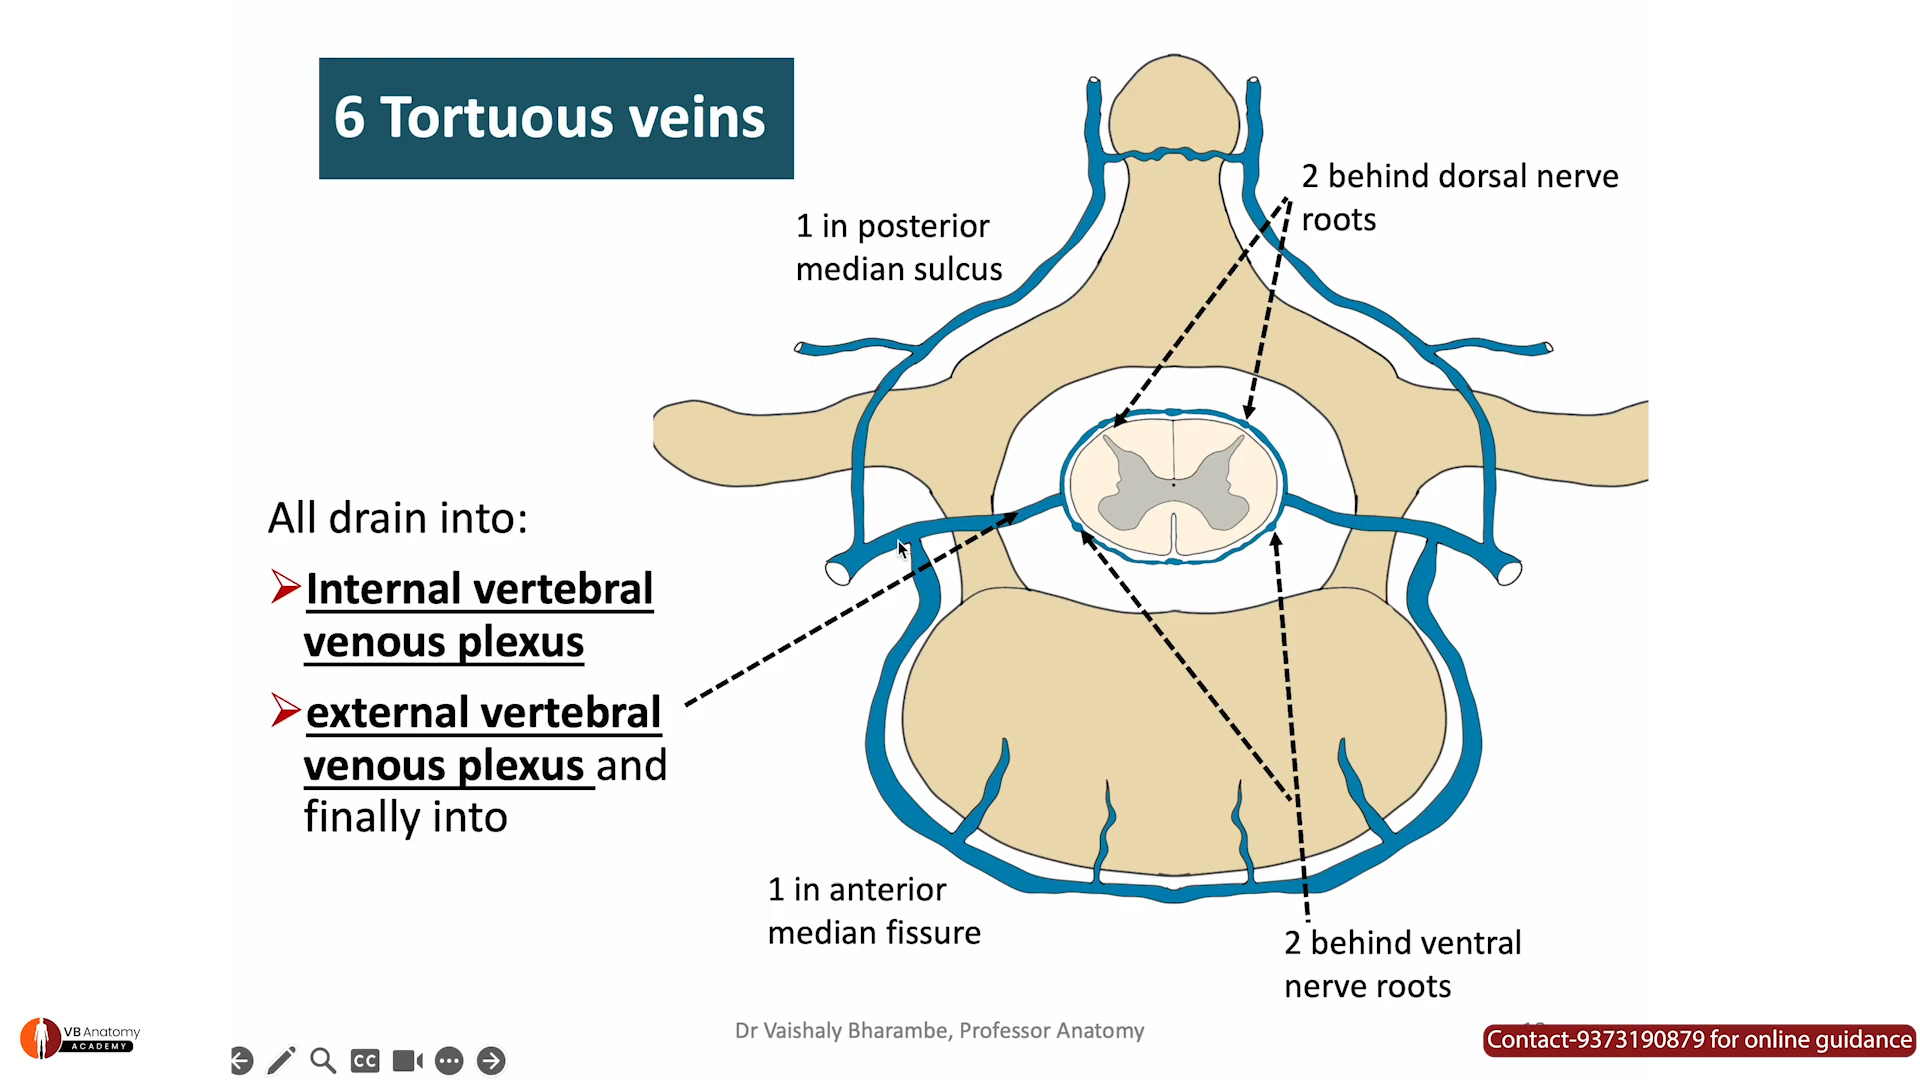 6 Tortuous veins
2 behind dorsal nerve
roots
1 in posterior
median sulcus
All drain into:
Internal vertebral
venous plexus
external vertebral
venous plexus and
finally into
1 in anterior
median fissure
2 behind ventral
nerve roots
Dr Vaishaly Bharambe, Professor Anatomy
VB Anatomy
ACADEMY
CC
Contact-9373190879 for online guidance